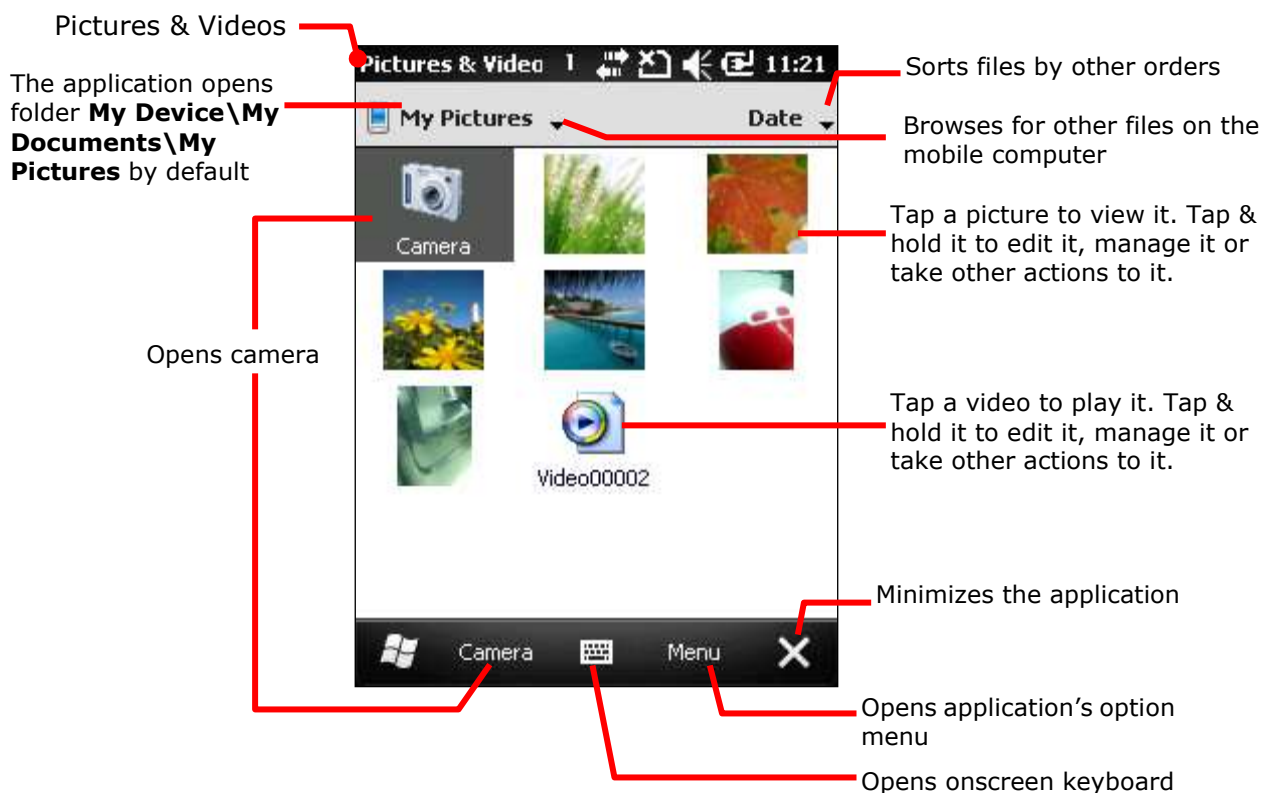 Pictures & Videos
The application opens
folder My Device\My
Documents\My
Pictures by default
Opens camera
Pictures & Video 11:21
My Pictures Date
Camera
Video00002
Camera Menu
Sorts files by other orders
Browses for other files on the
mobile computer
Tap a picture to view it. Tap &
hold it to edit it, manage it or
take other actions to it.
Tap a video to play it. Tap &
hold it to edit it, manage it or
take other actions to it.
Minimizes the application
Opens application's option
menu
Opens onscreen keyboard